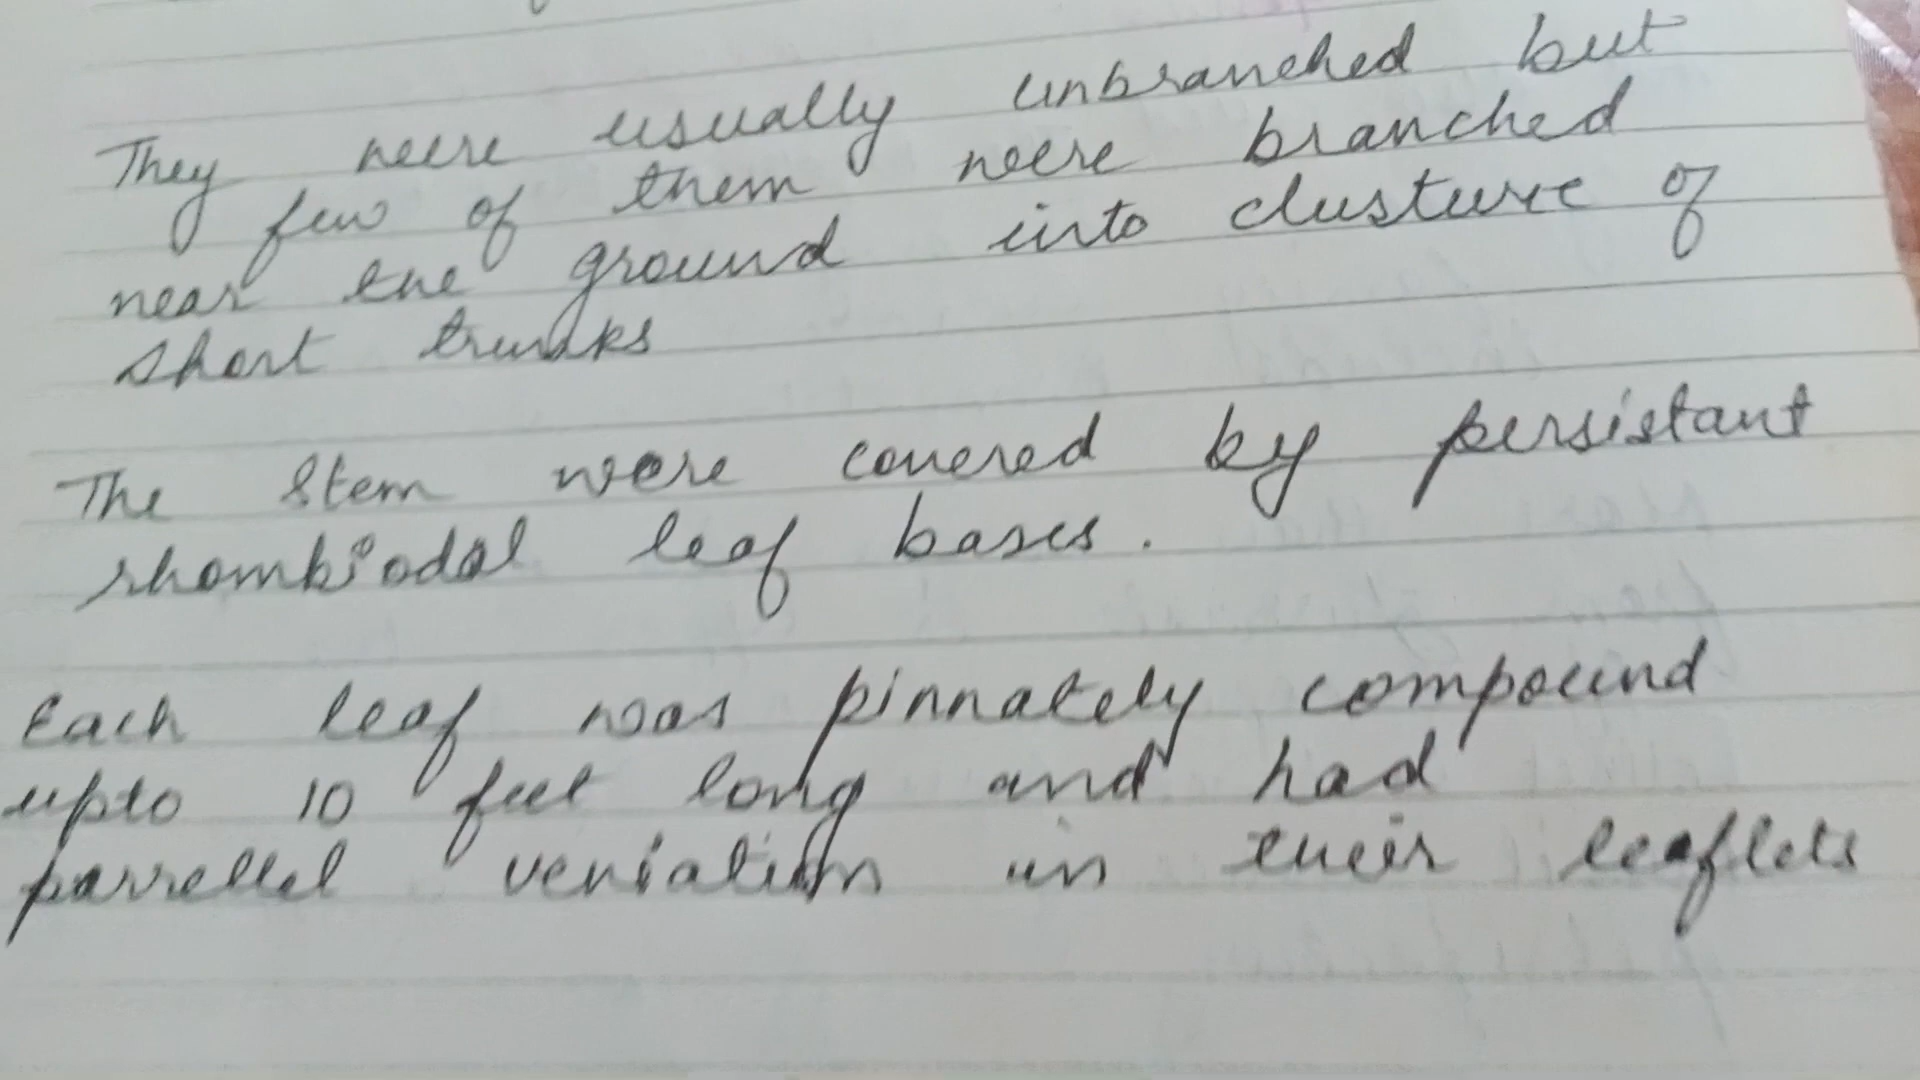 They were usually unbranched but
few of them were branched
near the ground into clusture of
short trunks
The stem were covered by persistant
rhombiodal leaf bases.
Each leaf was pinnately compound
upto 10 feet long and had
parrellel veniation in their leaflets